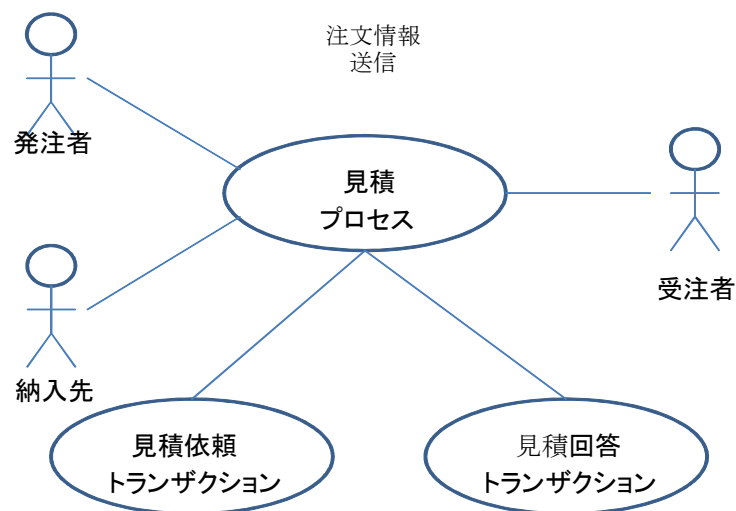 注文情報
送信
発注者
見積
プロセス
受注者
納入先
見積依頼
トランザクション
見積回答
トランザクション